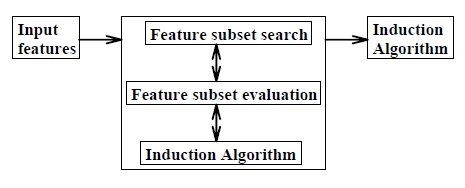 Input
features
Feature subset search
Feature subset evaluation
Induction Algorithm
Induction
Algorithm